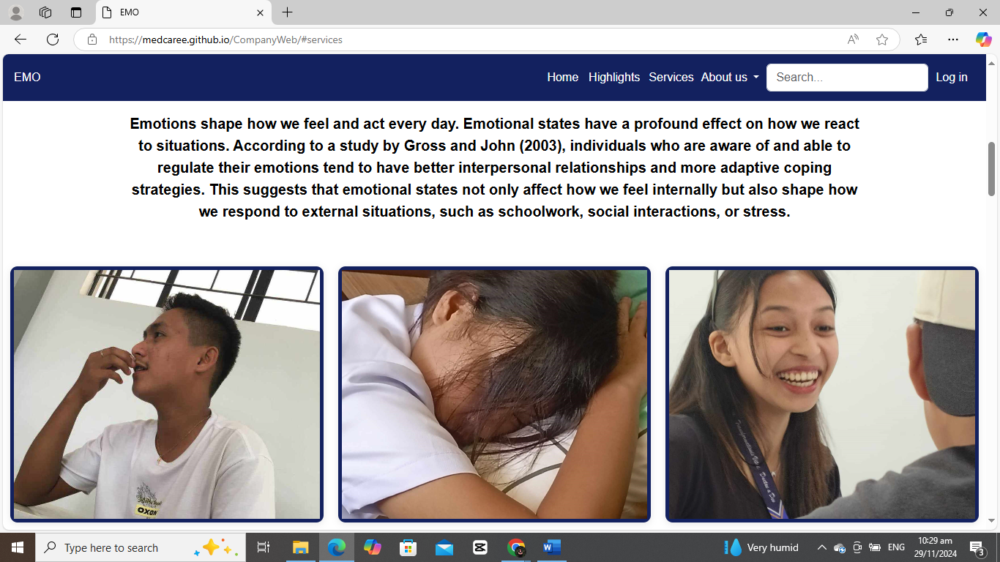 EMO
https://medcaree.github.io/CompanyWeb/#services
EMO Home Highlights Services About us Search... Log in
Emotions shape how we feel and act every day. Emotional states have a profound effect on how we react
to situations. According to a study by Gross and John (2003), individuals who are aware of and able to
regulate their emotions tend to have better interpersonal relationships and more adaptive coping
strategies. This suggests that emotional states not only affect how we feel internally but also shape how
we respond to external situations, such as schoolwork, social interactions, or stress.
OXGN
Type here to search
Very humid
ENG
10:29 am
29/11/2024
3